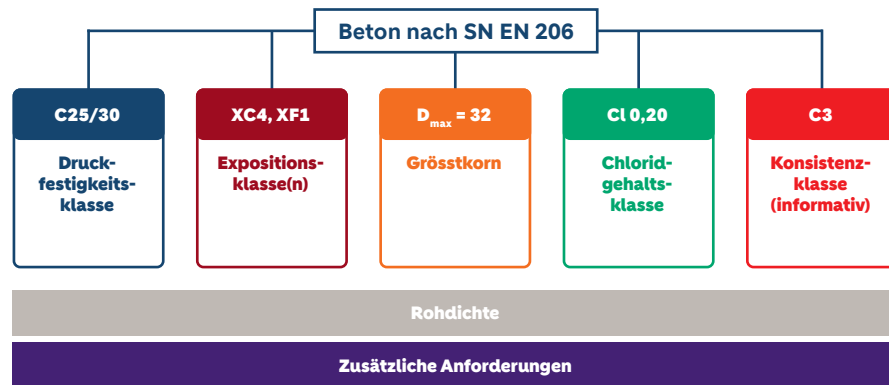 Beton nach SN EN 206
C25/30
Druck-
festigkeits-
klasse
XC4, XF1
Expositions-
klasse(n)
Dmax = 32
Grösstkorn
Cl 0,20
Chlorid-
gehalts-
klasse
C3
Konsistenz-
klasse
(informativ)
Rohdichte
Zusätzliche Anforderungen